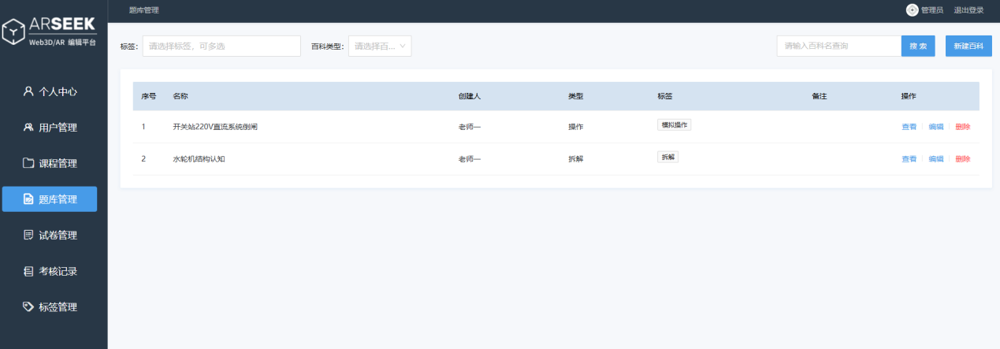 题库管理
管理员 退出登录
ARSEEK
Web3D/AR 编辑平台
标签: 请选择标签，可多选 百科类型: 请选择百... 请输入百科名查询 搜 索 新建百科
个人中心
用户管理
课程管理
题库管理
试卷管理
考核记录
标签管理
序号 名称 创建人 类型 标签 备注 操作
1 开关站220V直流系统倒闸 老师一 操作 模拟操作 查看 编辑 删除
2 水轮机结构认知 老师一 拆解 拆解 查看 编辑 删除